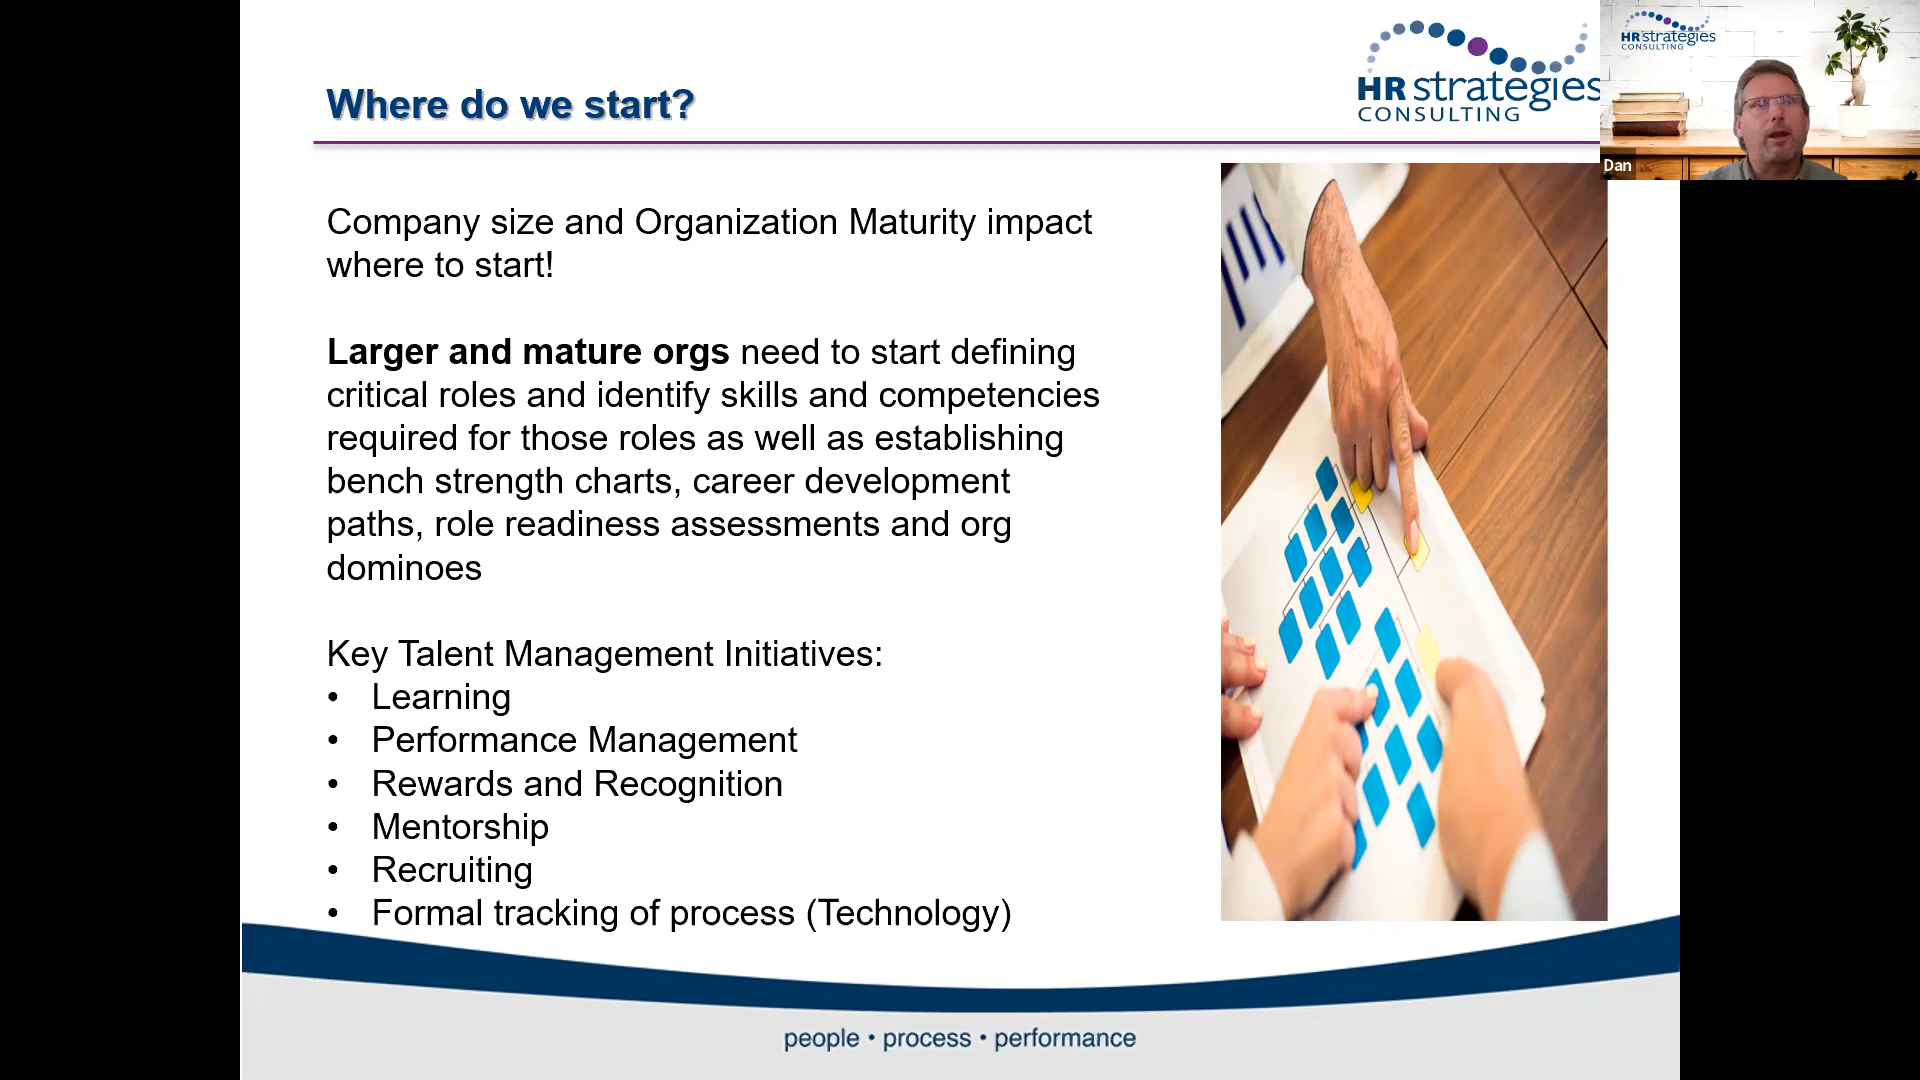 Where do we start?
HR strategies
CONSULTING
HR strategies
CONSULTING
Dan
Company size and Organization Maturity impact
where to start!
Larger and mature orgs need to start defining
critical roles and identify skills and competencies
required for those roles as well as establishing
bench strength charts, career development
paths, role readiness assessments and org
dominoes
Key Talent Management Initiatives:
• Learning
• Performance Management
• Rewards and Recognition
• Mentorship
• Recruiting
• Formal tracking of process (Technology)
people • process • performance